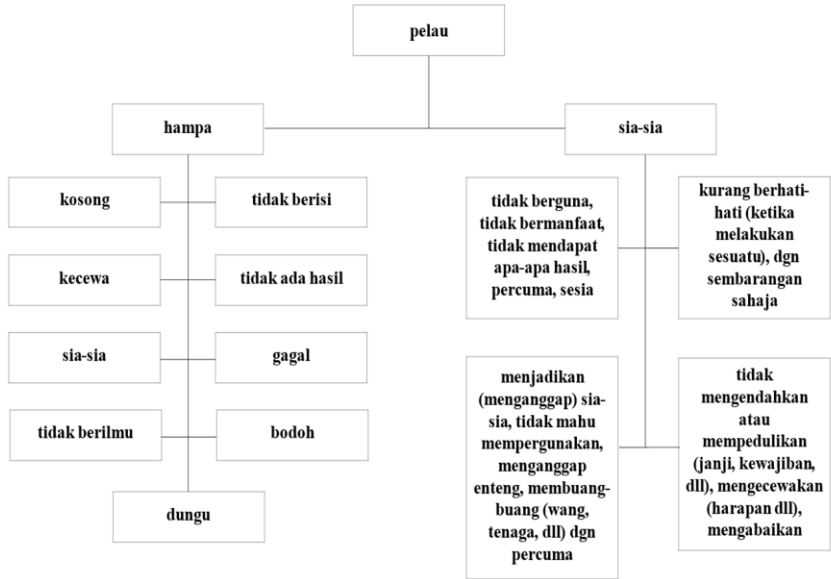 pelau
hampa
sia-sia
kosong
tidak berisi
kecewa
tidak ada hasil
sia-sia
gagal
tidak berilmu
bodoh
dungu
tidak berguna,
tidak bermanfaat,
tidak mendapat
apa-apa hasil,
percuma, sesia
kurang berhati-
hati (ketika
melakukan
sesuatu), dgn
sembarangan
sahaja
menjadikan
(menganggap) sia-
sia, tidak mahu
mempergunakan,
menganggap
enteng, membuang-
buang (wang,
tenaga, dll) dgn
percuma
tidak
mengendahkan
atau
mempedulikan
(janji, kewajiban,
dll), mengecewakan
(harapan dll),
mengabaikan